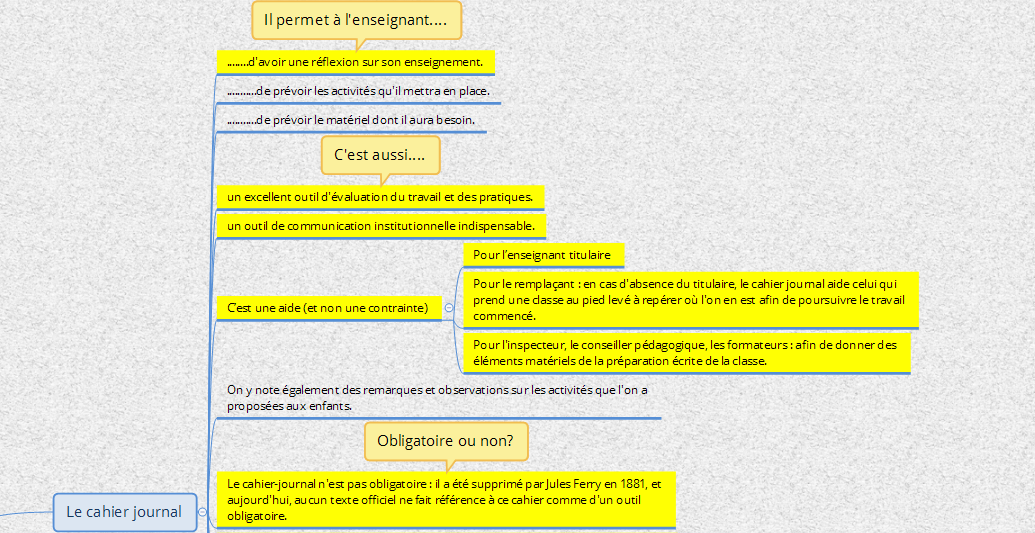 Il permet à l'enseignant....
........d'avoir une réflexion sur son enseignement.
...........de prévoir les activités qu'il mettra en place.
...........de prévoir le matériel dont il aura besoin.
C'est aussi....
un excellent outil d'évaluation du travail et des pratiques.
un outil de communication institutionnelle indispensable.
C'est une aide (et non une contrainte)
Pour l'enseignant titulaire
Pour le remplaçant : en cas d'absence du titulaire, le cahier journal aide celui qui
prend une classe au pied levé à repérer où l'on en est afin de poursuivre le travail
commencé.
Pour l'inspecteur, le conseiller pédagogique, les formateurs : afin de donner des
éléments matériels de la préparation écrite de la classe.
On y note également des remarques et observations sur les activités que l'on a
proposées aux enfants.
Obligatoire ou non?
Le cahier-journal n'est pas obligatoire : il a été supprimé par Jules Ferry en 1881, et
aujourd'hui, aucun texte officiel ne fait référence à ce cahier comme d'un outil
obligatoire.
Le cahier journal